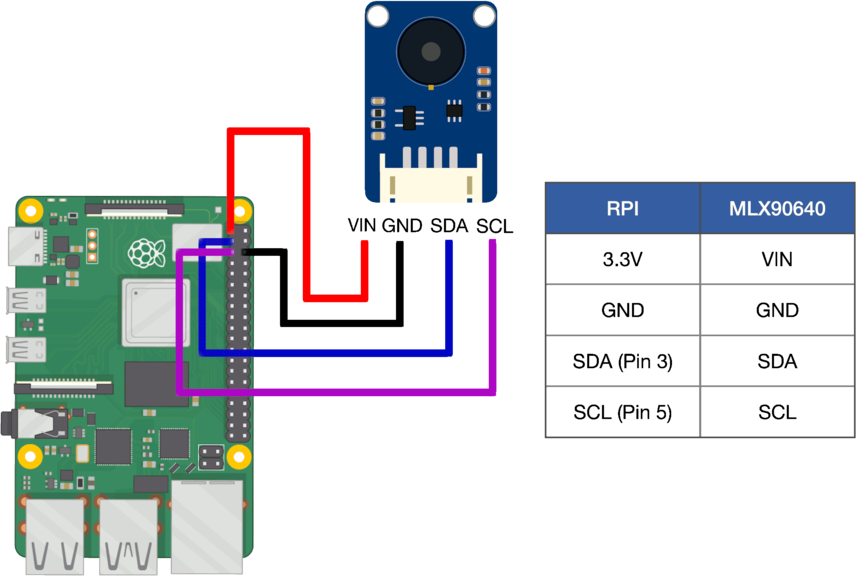 VIN GND SDA SCL
RPI MLX90640
3.3V VIN
GND GND
SDA (Pin 3) SDA
SCL (Pin 5) SCL